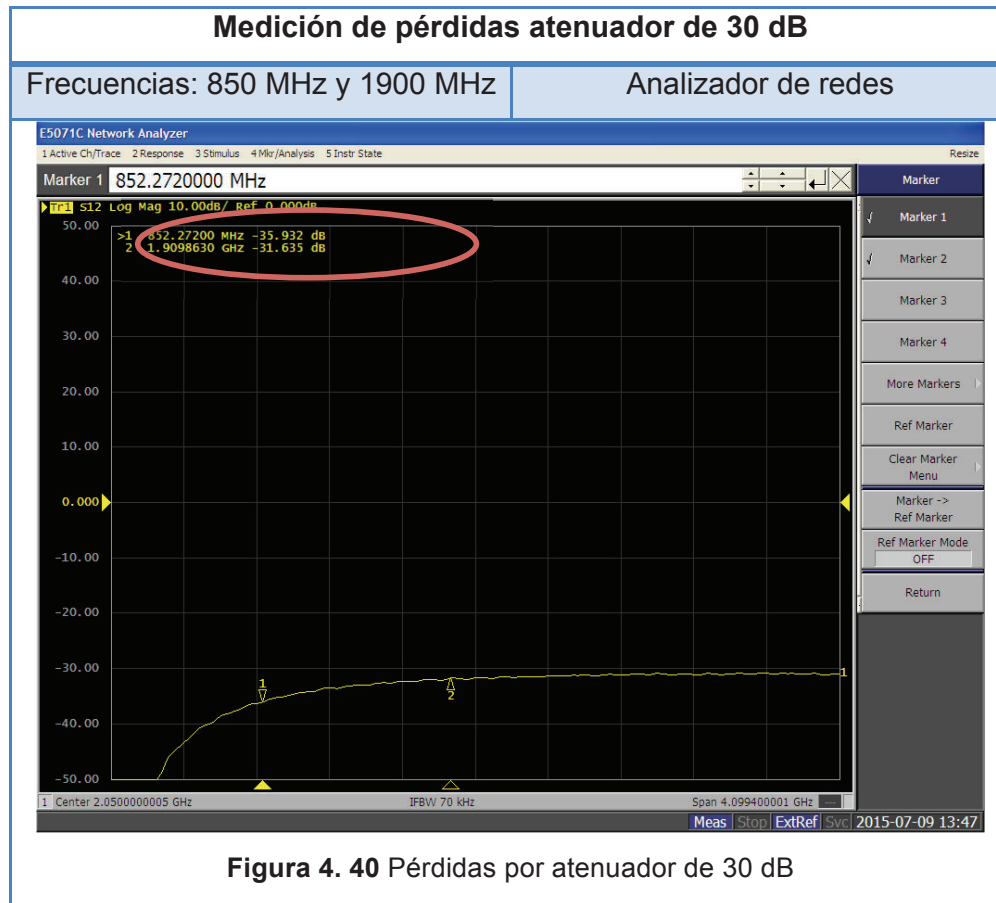 Medición de pérdidas atenuador de 30 dB
Frecuencias: 850 MHz y 1900 MHz
Analizador de redes
E5071C Network Analyzer
1 Active Ch/Trace 2 Response 3 Stimulus 4 Mkr/Analysis 5 Instr State
Resize
Marker 1 852.2720000 MHz
Marker
Tr1 S12 Log Mag 10.00dB/ Ref 0.000dB
>1 852.27200 MHz -35.932 dB
2 1.9098630 GHz -31.635 dB
50.00
40.00
30.00
20.00
10.00
0.000
-10.00
-20.00
-30.00
-40.00
-50.00
1
2
1
Marker 1
Marker 2
Marker 3
Marker 4
More Markers
Ref Marker
Clear Marker
Menu
Marker ->
Ref Marker
Ref Marker Mode
OFF
Return
1 Center 2.0500000005 GHz
IFBW 70 kHz
Span 4.099400001 GHz
Meas Stop ExtRef Svc 2015-07-09 13:47
Figura 4. 40 Pérdidas por atenuador de 30 dB